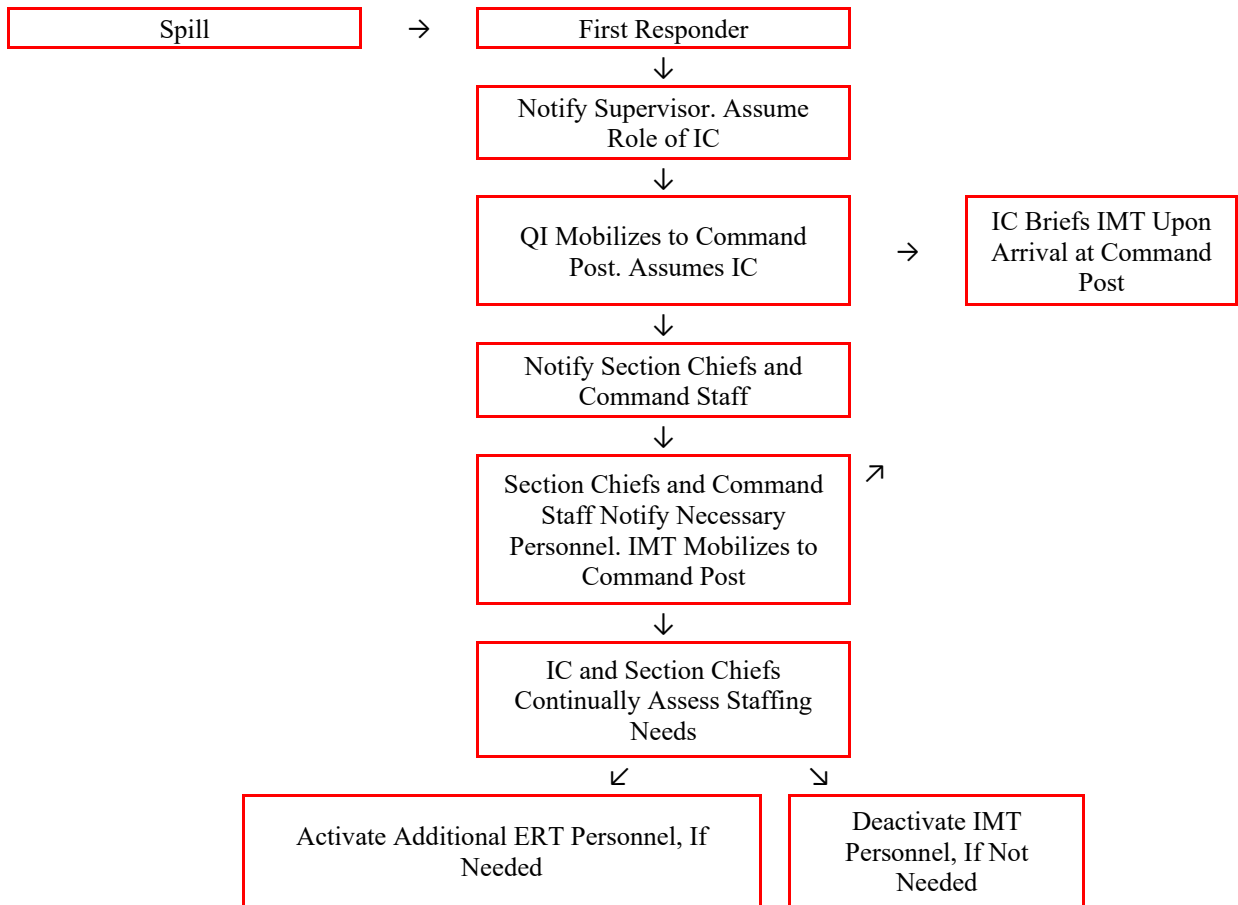 Spill
→
First Responder
↓
Notify Supervisor. Assume
Role of IC
↓
QI Mobilizes to Command
Post. Assumes IC
→
IC Briefs IMT Upon
Arrival at Command
Post
↓
Notify Section Chiefs and
Command Staff
↓
Section Chiefs and Command
Staff Notify Necessary
Personnel. IMT Mobilizes to
Command Post
↗
↓
IC and Section Chiefs
Continually Assess Staffing
Needs
↙
↘
Activate Additional ERT Personnel, If
Needed
Deactivate IMT
Personnel, If Not
Needed